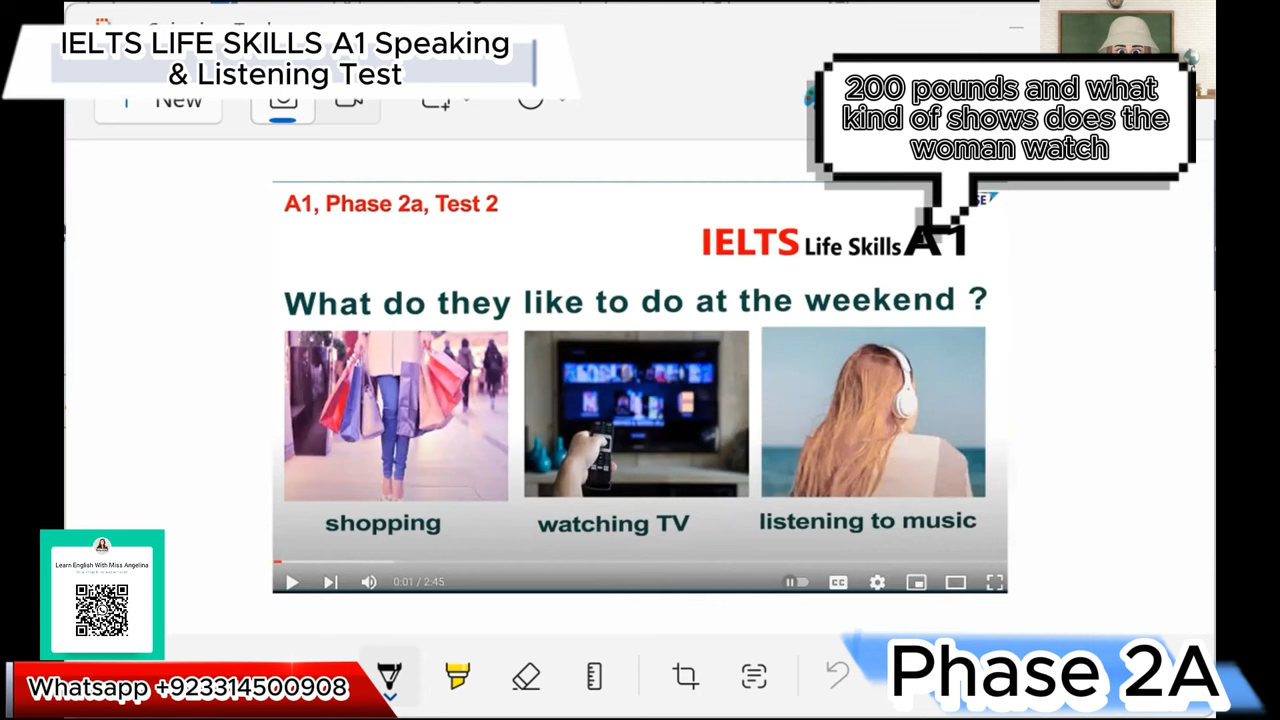 IELTS LIFE SKILLS A1 Speaking
& Listening Test
New
200 pounds and what
kind of shows does the
woman watch
A1, Phase 2a, Test 2
IELTS Life Skills A1
What do they like to do at the weekend ?
shopping
watching TV
listening to music
0:01 / 2:45
CC
Learn English With Miss Angelina
Whatsapp +923314500908
Phase 2A